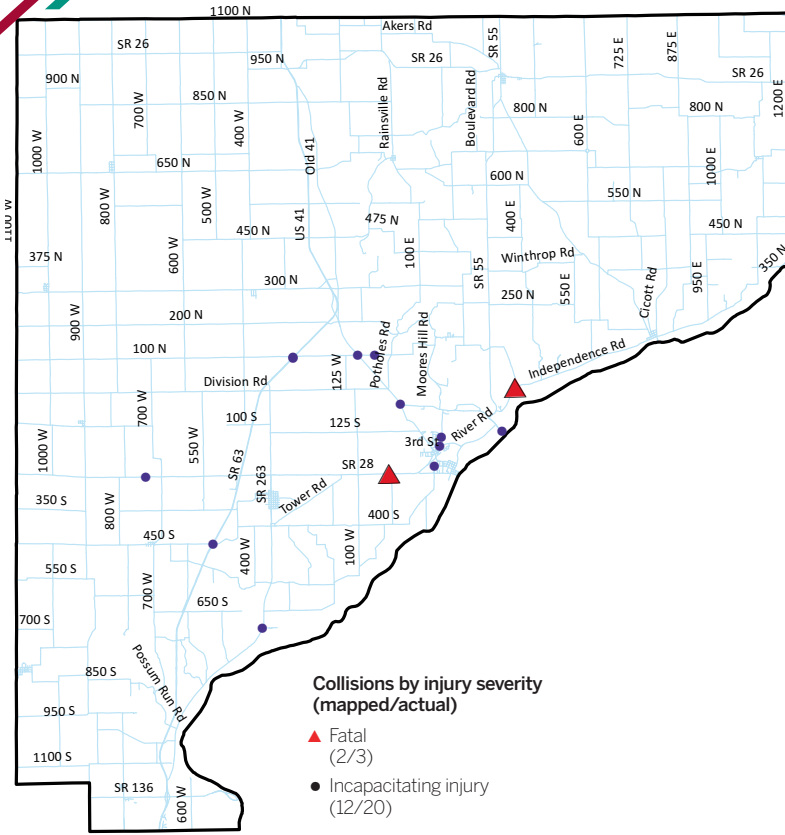 1100 N
Akers Rd
SR 26
SR 55
725 E
875 E
950 N
SR 26
SR 26
900 N
850 N
700 W
400 W
Rainsville Rd
Boulevard Rd
800 N
800 N
1200 E
600 E
1000 W
650 N
Old 41
600 N
1000 E
550 N
800 W
500 W
US 41
475 N
400 E
450 N
1100 W
450 N
375 N
600 W
100 E
Winthrop Rd
350 N
300 N
SR 55
250 N
550 E
Cicott Rd
950 E
900 W
200 N
100 N
Potholes Rd
Moores Hill Rd
125 W
Independence Rd
Division Rd
700 W
100 S
125 S
River Rd
1000 W
550 W
3rd St
SR 63
SR 28
SR 263
Tower Rd
350 S
800 W
400 S
450 S
400 W
100 W
550 S
700 W
650 S
700 S
Possum Run Rd
850 S
950 S
1100 S
SR 136
600 W
Collisions by injury severity
(mapped/actual)
Fatal
(2/3)
Incapacitating injury
(12/20)